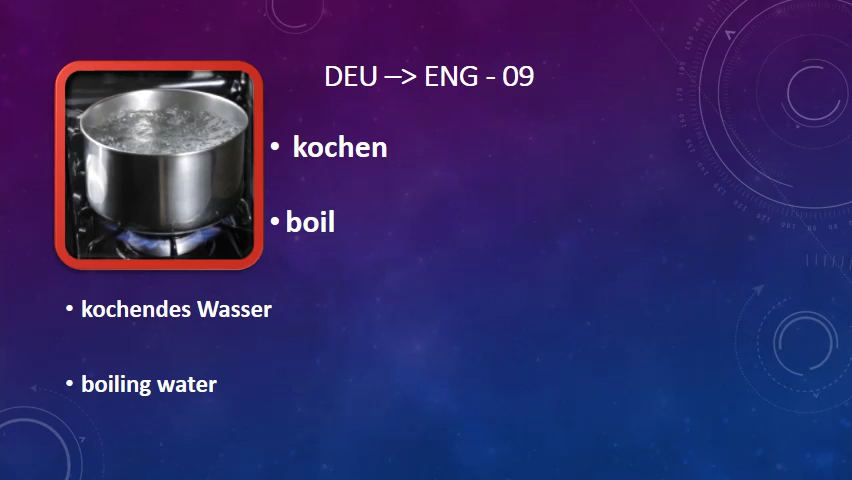 DEU –> ENG - 09
• kochen
• boil
• kochendes Wasser
• boiling water